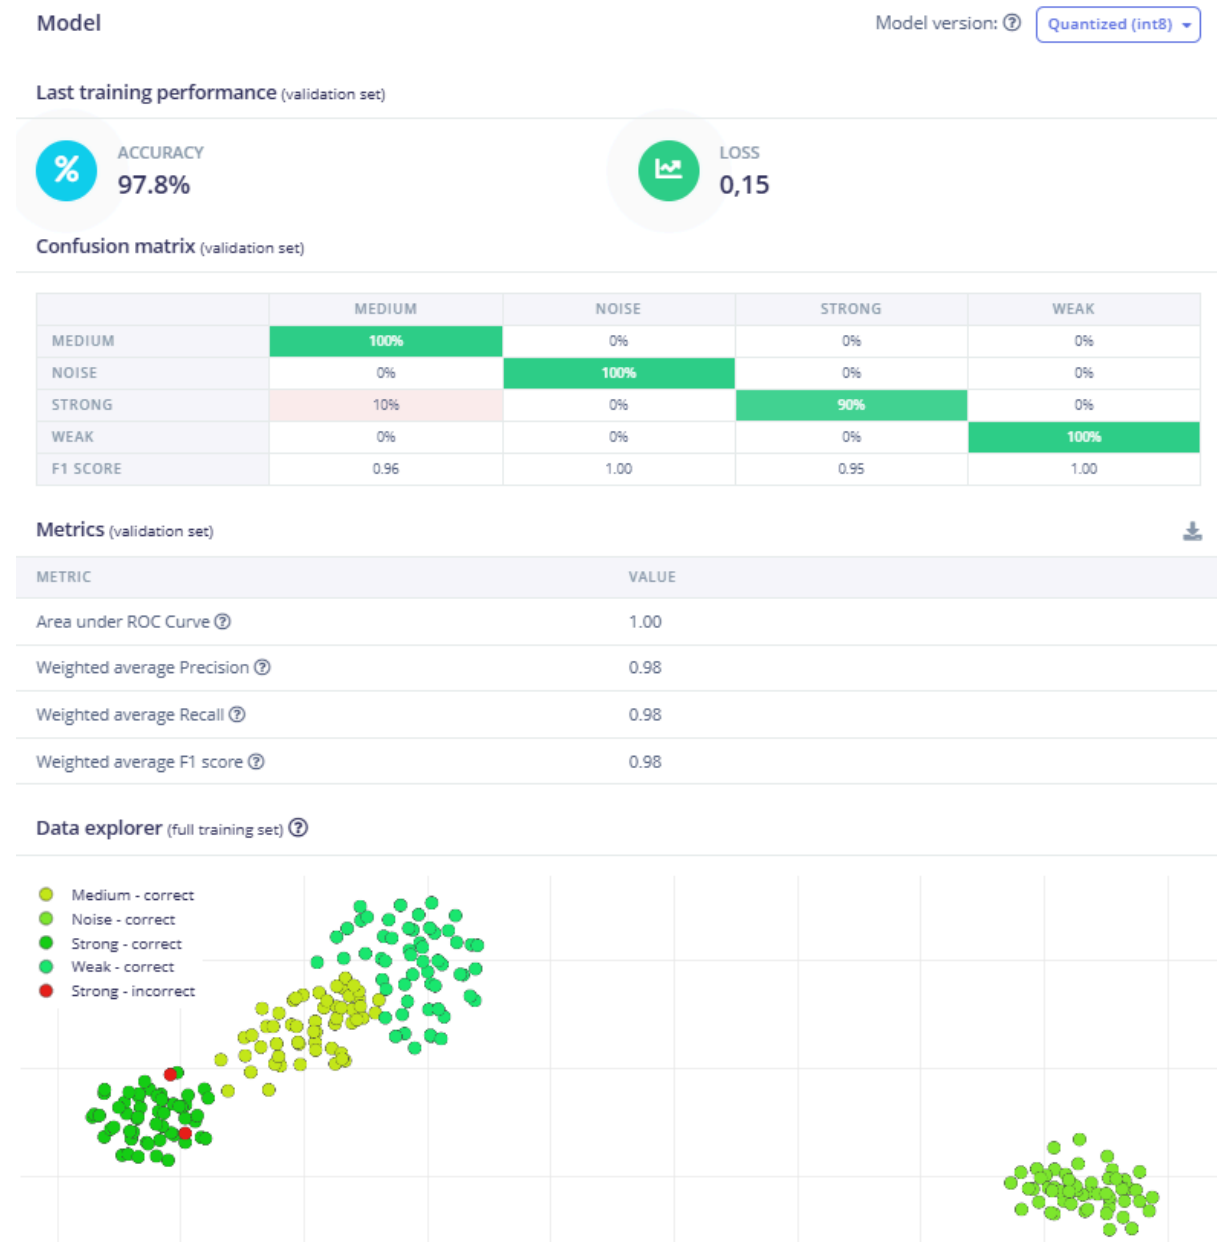 Model
Model version: Quantized (int8)
Last training performance (validation set)
% ACCURACY
97.8%
LOSS
0,15
Confusion matrix (validation set)
MEDIUM NOISE STRONG WEAK
MEDIUM 100% 0% 0% 0%
NOISE 0% 100% 0% 0%
STRONG 10% 0% 90% 0%
WEAK 0% 0% 0% 100%
F1 SCORE 0.96 1.00 0.95 1.00
Metrics (validation set)
METRIC VALUE
Area under ROC Curve ? 1.00
Weighted average Precision ? 0.98
Weighted average Recall ? 0.98
Weighted average F1 score ? 0.98
Data explorer (full training set) ?
Medium - correct
Noise - correct
Strong - correct
Weak - correct
Strong - incorrect